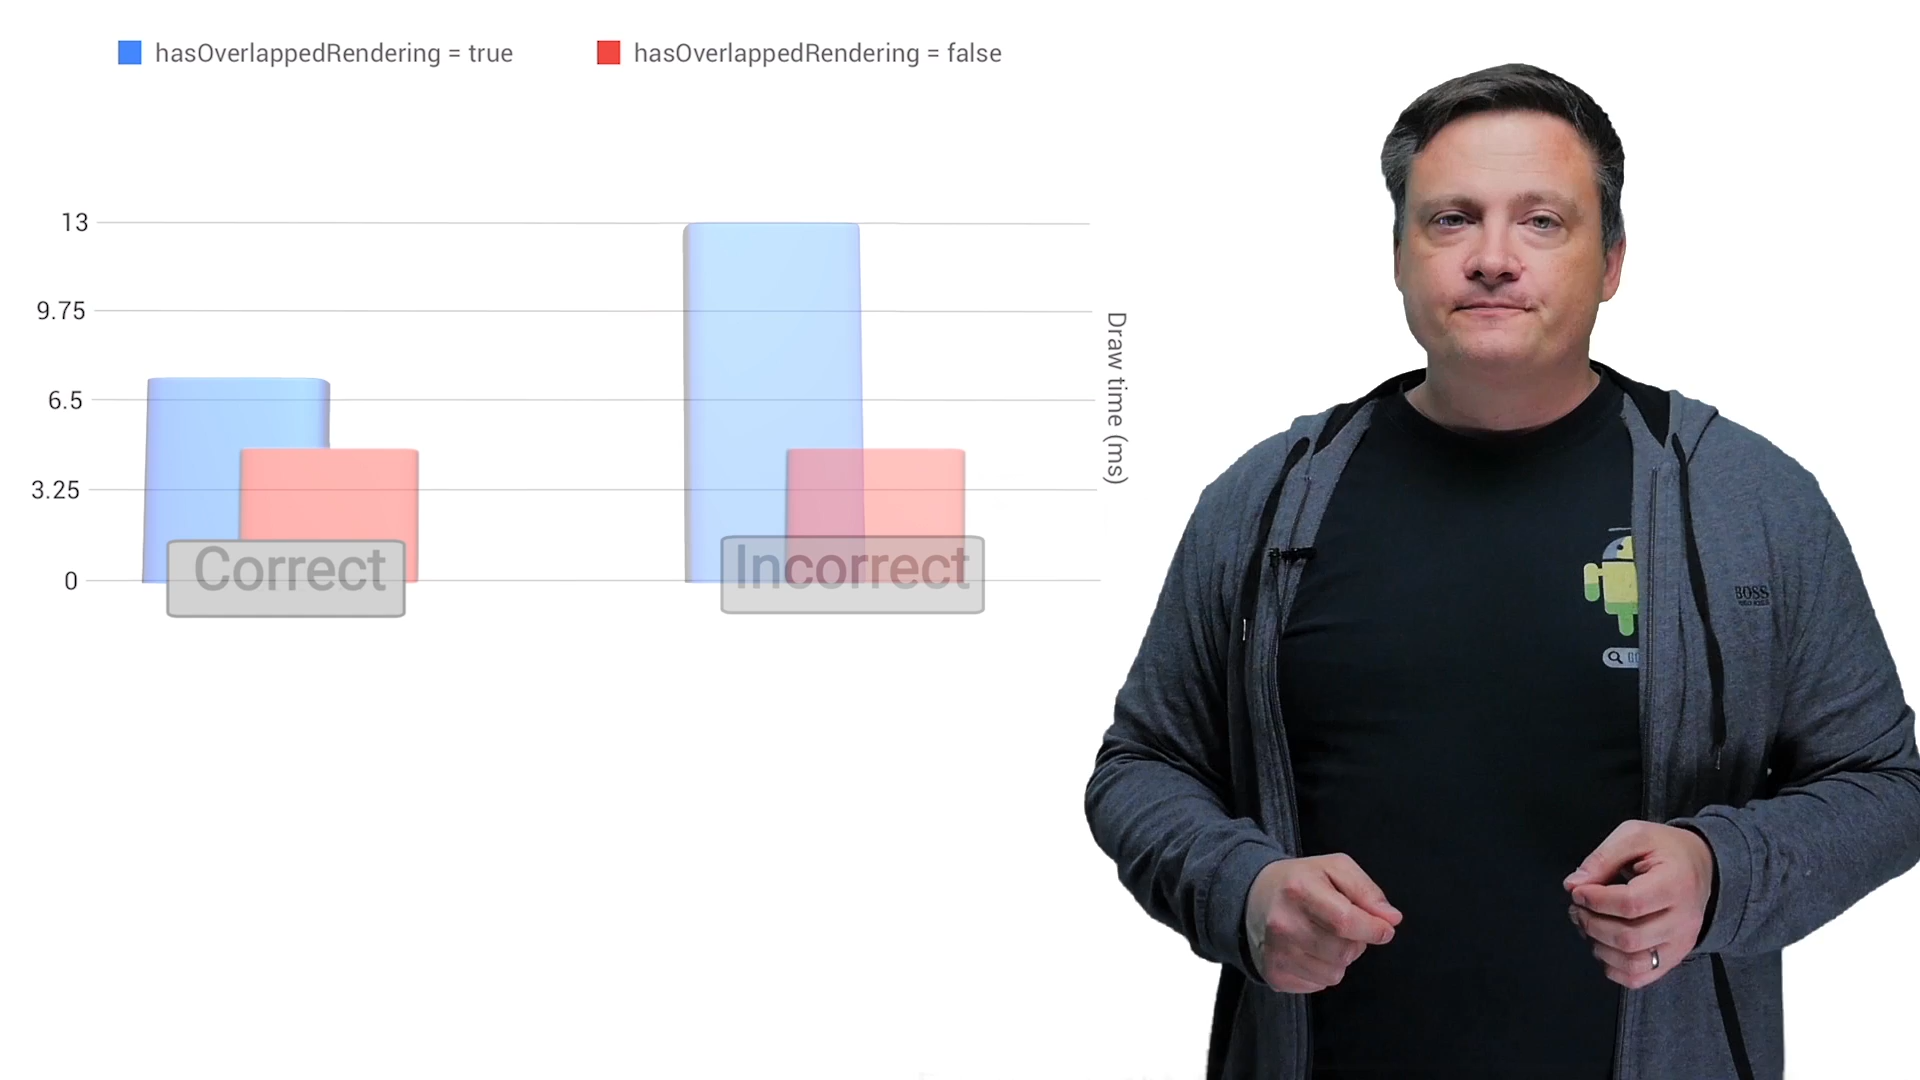 hasOverlappedRendering = true
hasOverlappedRendering = false
13
9.75
6.5
3.25
0
Draw time (ms)
Correct
Incorrect
BOSS